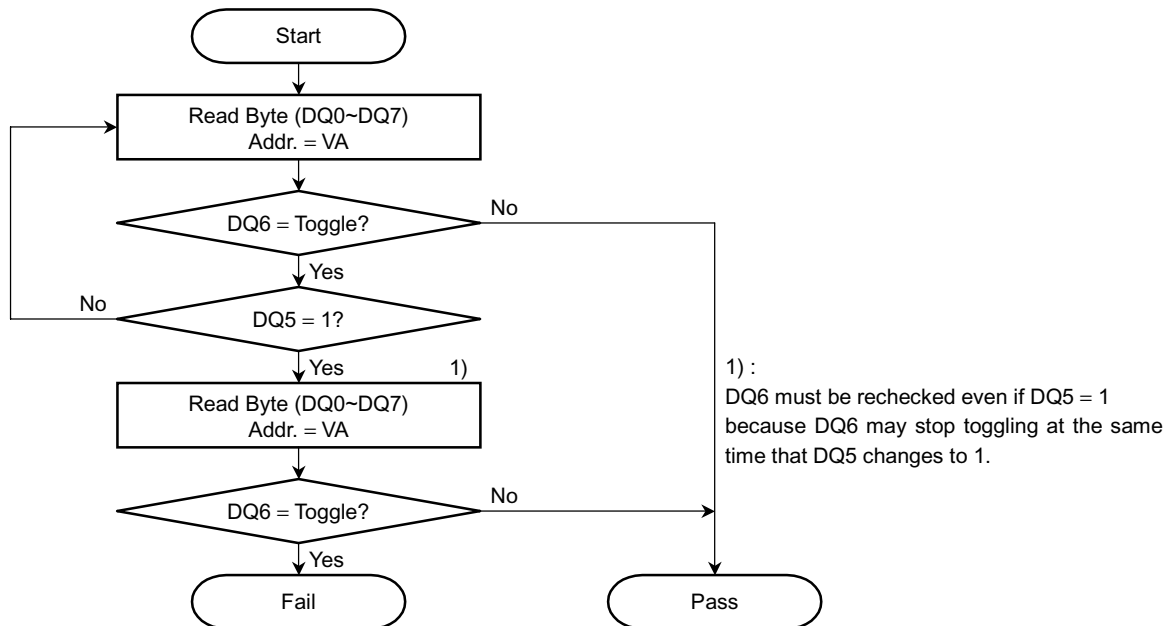 Start
Read Byte (DQ0~DQ7)
Addr. = VA
DQ6 = Toggle?
No
Yes
No
DQ5 = 1?
Yes
1)
Read Byte (DQ0~DQ7)
Addr. = VA
1) :
DQ6 must be rechecked even if DQ5 = 1
because DQ6 may stop toggling at the same
time that DQ5 changes to 1.
DQ6 = Toggle?
No
Yes
Fail
Pass